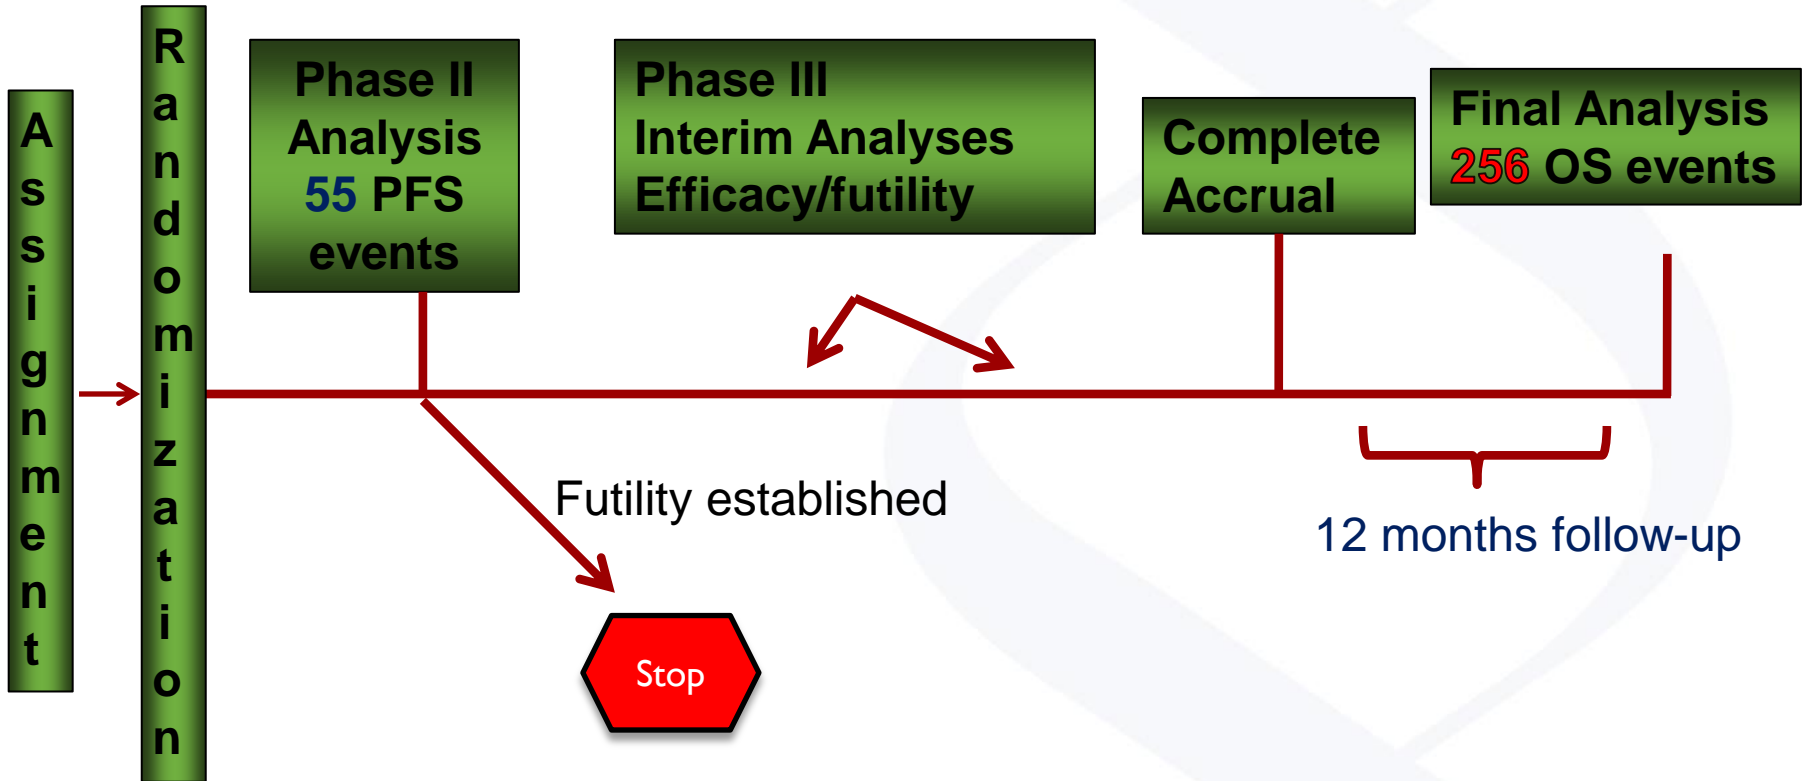 Assignment
Randomization
Phase II
Analysis
55 PFS
events
Phase III
Interim Analyses
Efficacy/futility
Complete
Accrual
Final Analysis
256 OS events
Futility established
12 months follow-up
Stop